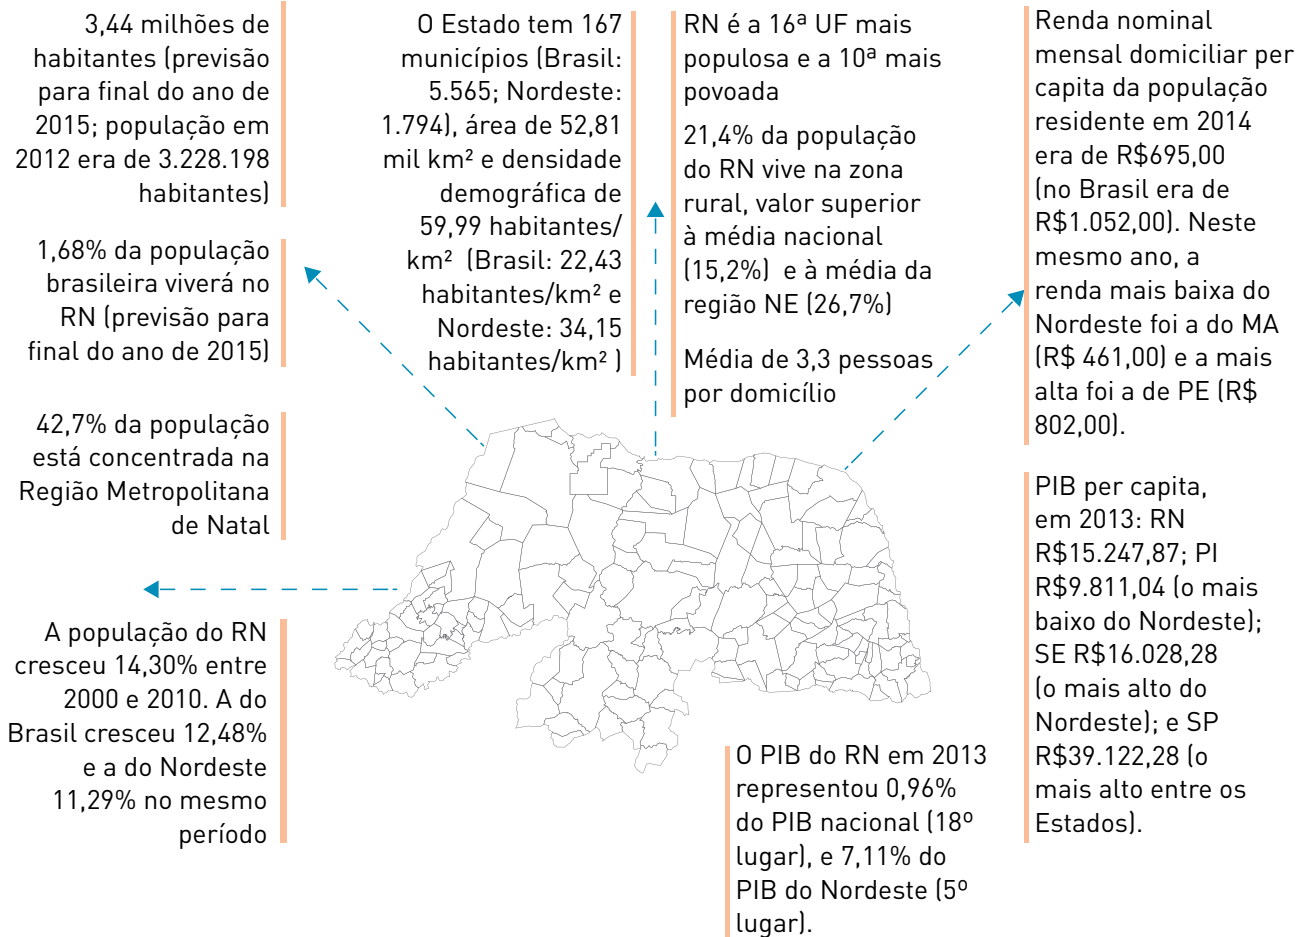 3,44 milhões de
habitantes (previsão
para final do ano de
2015; população em
2012 era de 3.228.198
habitantes)
1,68% da população
brasileira viverá no
RN (previsão para
final do ano de 2015)
42,7% da população
está concentrada na
Região Metropolitana
de Natal
A população do RN
cresceu 14,30% entre
2000 e 2010. A do
Brasil cresceu 12,48%
e a do Nordeste
11,29% no mesmo
período
O Estado tem 167
municípios (Brasil:
5.565; Nordeste:
1.794), área de 52,81
mil km² e densidade
demográfica de
59,99 habitantes/
km² (Brasil: 22,43
habitantes/km² e
Nordeste: 34,15
habitantes/km² )
RN é a 16ª UF mais
populosa e a 10ª mais
povoada
21,4% da população
do RN vive na zona
rural, valor superior
à média nacional
(15,2%) e à média da
região NE (26,7%)
Média de 3,3 pessoas
por domicílio
Renda nominal
mensal domiciliar per
capita da população
residente em 2014
era de R$695,00
(no Brasil era de
R$1.052,00). Neste
mesmo ano, a
renda mais baixa do
Nordeste foi a do MA
(R$ 461,00) e a mais
alta foi a de PE (R$
802,00).
PIB per capita,
em 2013: RN
R$15.247,87; PI
R$9.811,04 (o mais
baixo do Nordeste);
SE R$16.028,28
(o mais alto do
Nordeste); e SP
R$39.122,28 (o
mais alto entre os
Estados).
O PIB do RN em 2013
representou 0,96%
do PIB nacional (18º
lugar), e 7,11% do
PIB do Nordeste (5º
lugar).